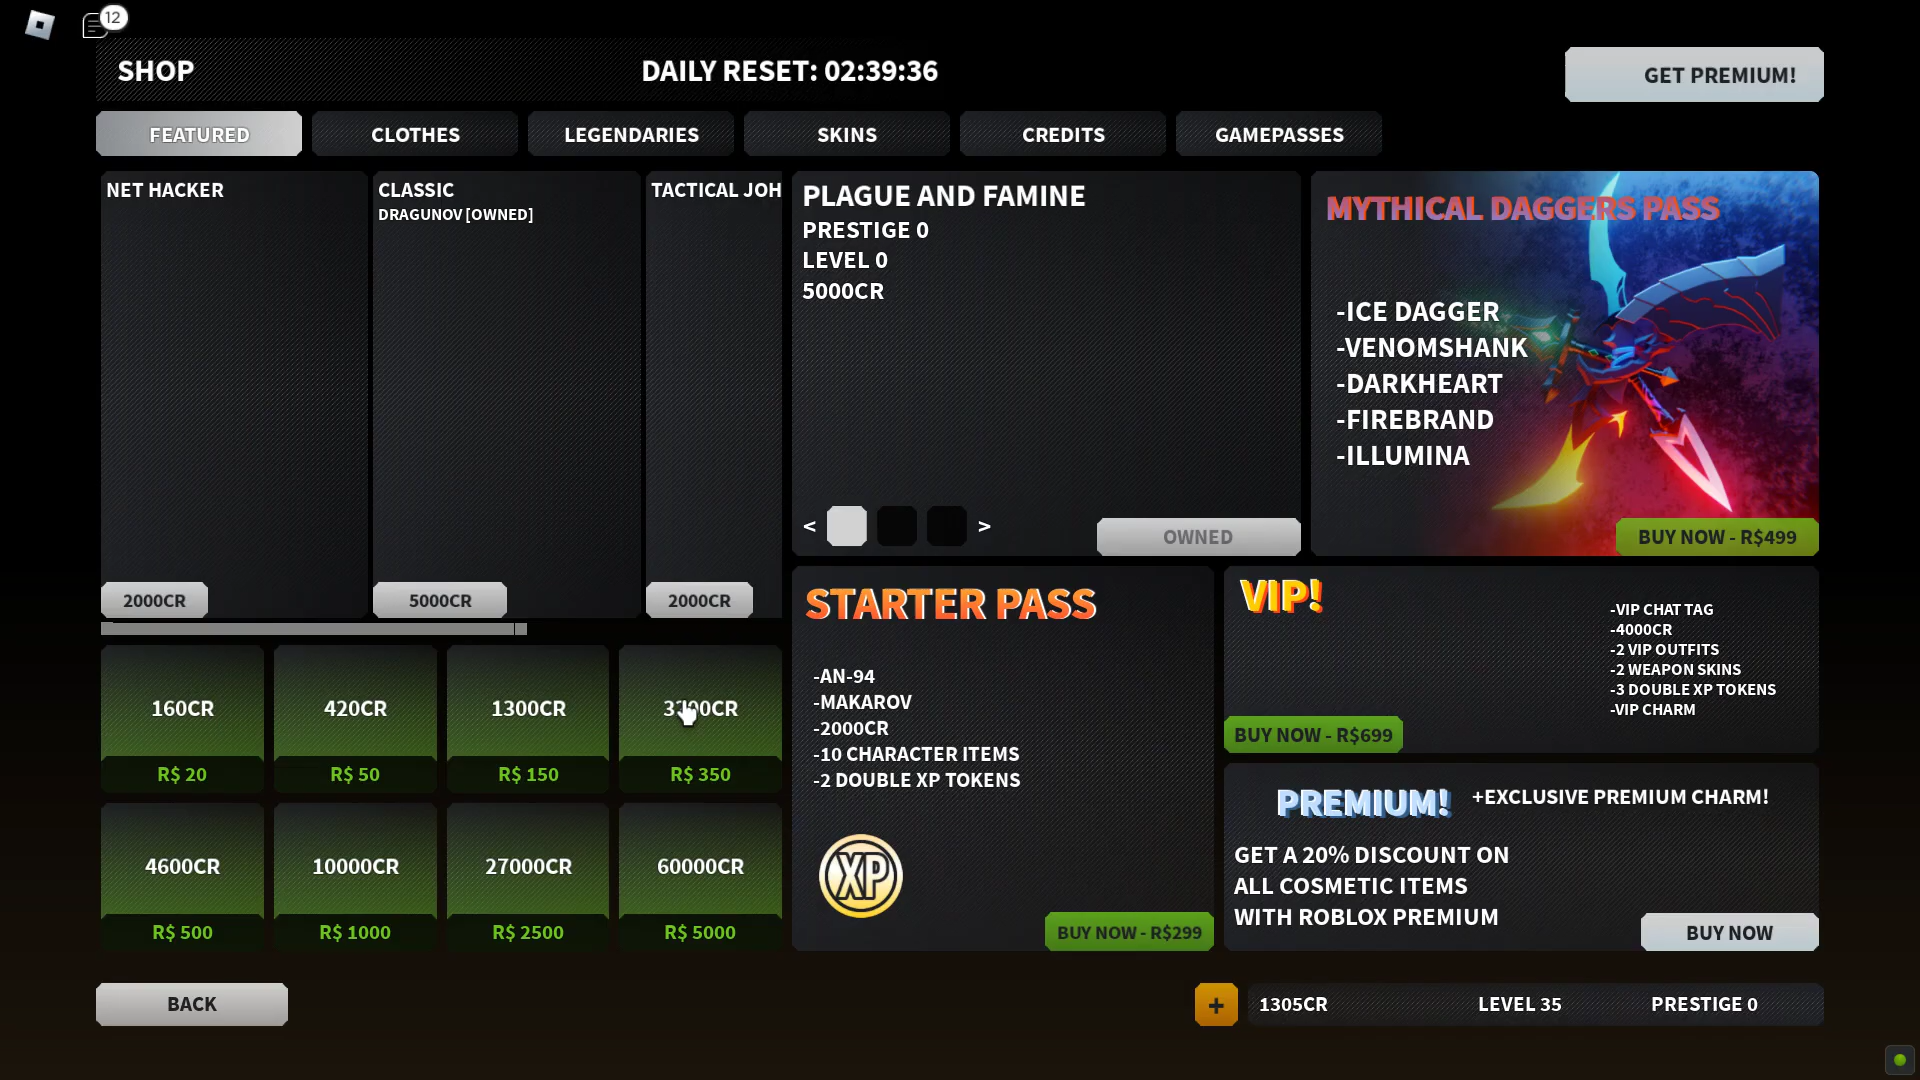 12
SHOP
DAILY RESET: 02:39:36
GET PREMIUM!
FEATURED
CLOTHES
LEGENDARIES
SKINS
CREDITS
GAMEPASSES
NET HACKER
2000CR
CLASSIC
DRAGUNOV [OWNED]
5000CR
TACTICAL JOH
2000CR
PLAGUE AND FAMINE
PRESTIGE 0
LEVEL 0
5000CR
< >
OWNED
MYTHICAL DAGGERS PASS
-ICE DAGGER
-VENOMSHANK
-DARKHEART
-FIREBRAND
-ILLUMINA
BUY NOW - R$499
160CR
R$ 20
420CR
R$ 50
1300CR
R$ 150
R$ 350
4600CR
R$ 500
10000CR
R$ 1000
27000CR
R$ 2500
60000CR
R$ 5000
STARTER PASS
-AN-94
-MAKAROV
-2000CR
-10 CHARACTER ITEMS
-2 DOUBLE XP TOKENS
XP
BUY NOW - R$299
VIP!
-VIP CHAT TAG
-4000CR
-2 VIP OUTFITS
-2 WEAPON SKINS
-3 DOUBLE XP TOKENS
-VIP CHARM
BUY NOW - R$699
PREMIUM!
+EXCLUSIVE PREMIUM CHARM!
GET A 20% DISCOUNT ON
ALL COSMETIC ITEMS
WITH ROBLOX PREMIUM
BUY NOW
BACK
+
1305CR
LEVEL 35
PRESTIGE 0